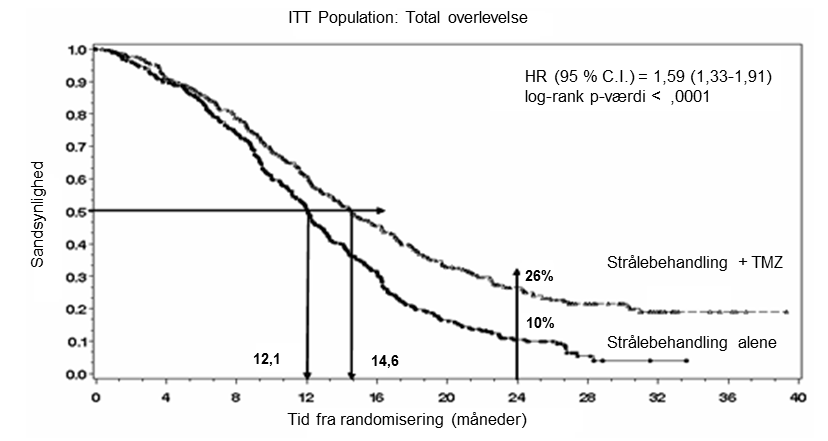 ITT Population: Total overlevelse
HR (95 % C.I.) = 1,59 (1,33-1,91)
log-rank p-værdi < ,0001
Sandsynlighed
1.0
0.9
0.8
0.7
0.6
0.5
0.4
0.3
0.2
0.1
0.0
26%
10%
Strålebehandling + TMZ
Strålebehandling alene
12,1
14,6
0 4 8 12 16 20 24 28 32 36 40
Tid fra randomisering (måneder)